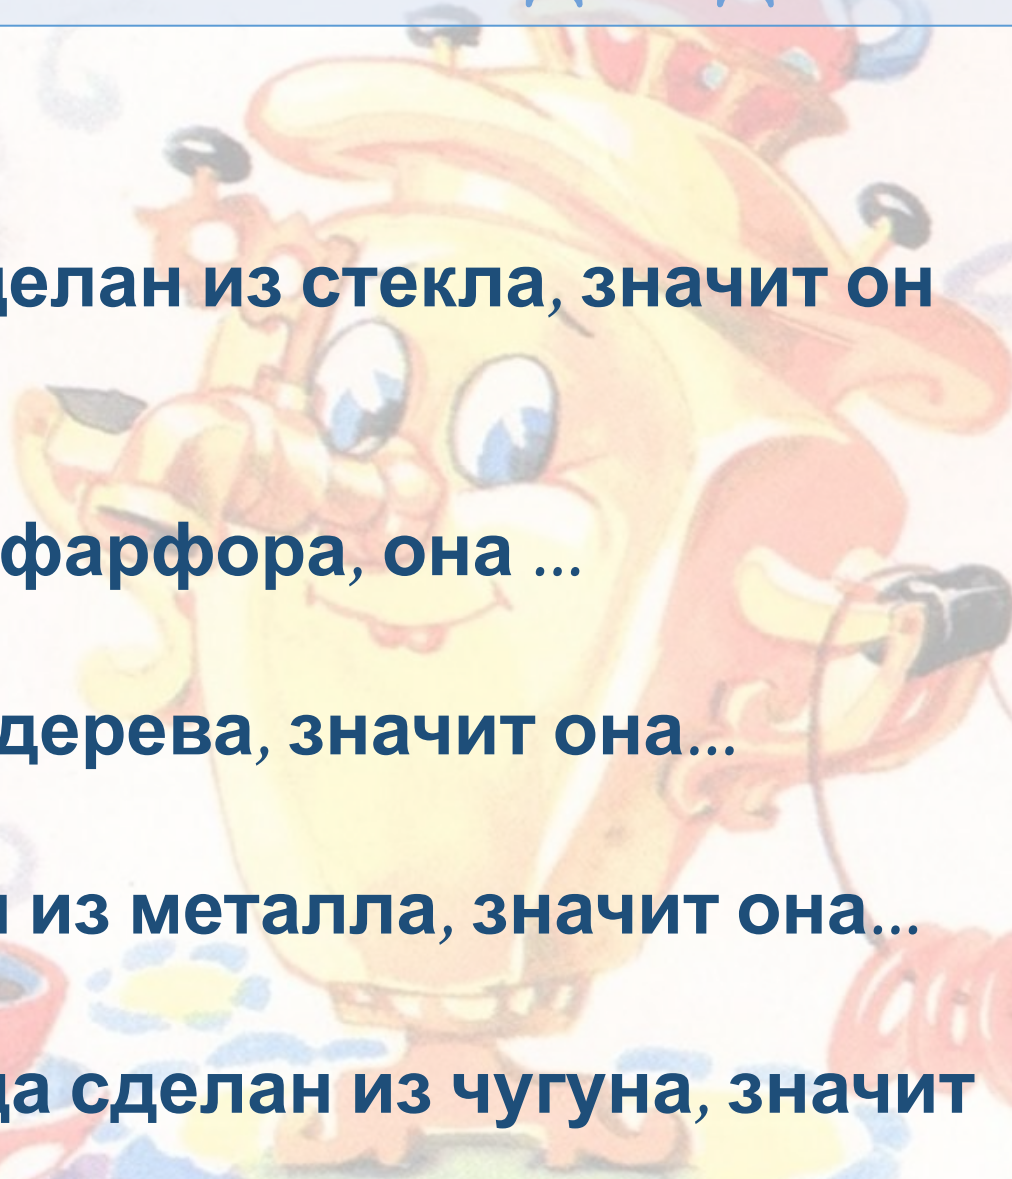 делан из стекла, значит он
фарфора, она ...
дерева, значит она...
из металла, значит она...
да сделан из чугуна, значит